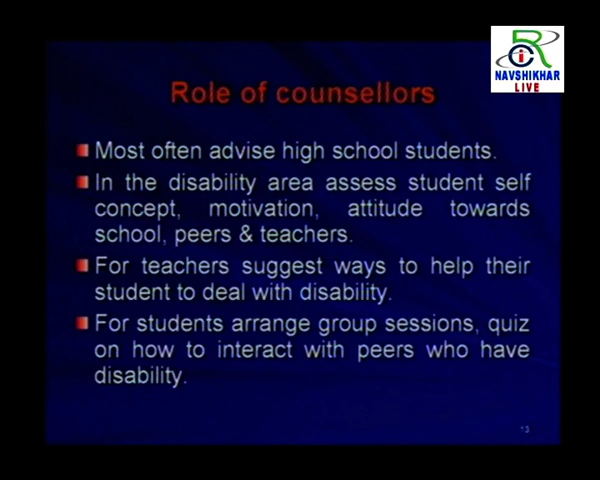 RCi
NAVSHIKHAR
LIVE
Role of counsellors
Most often advise high school students.
In the disability area assess student self
concept, motivation, attitude towards
school, peers & teachers.
For teachers suggest ways to help their
student to deal with disability.
For students arrange group sessions, quiz
on how to interact with peers who have
disability.
13